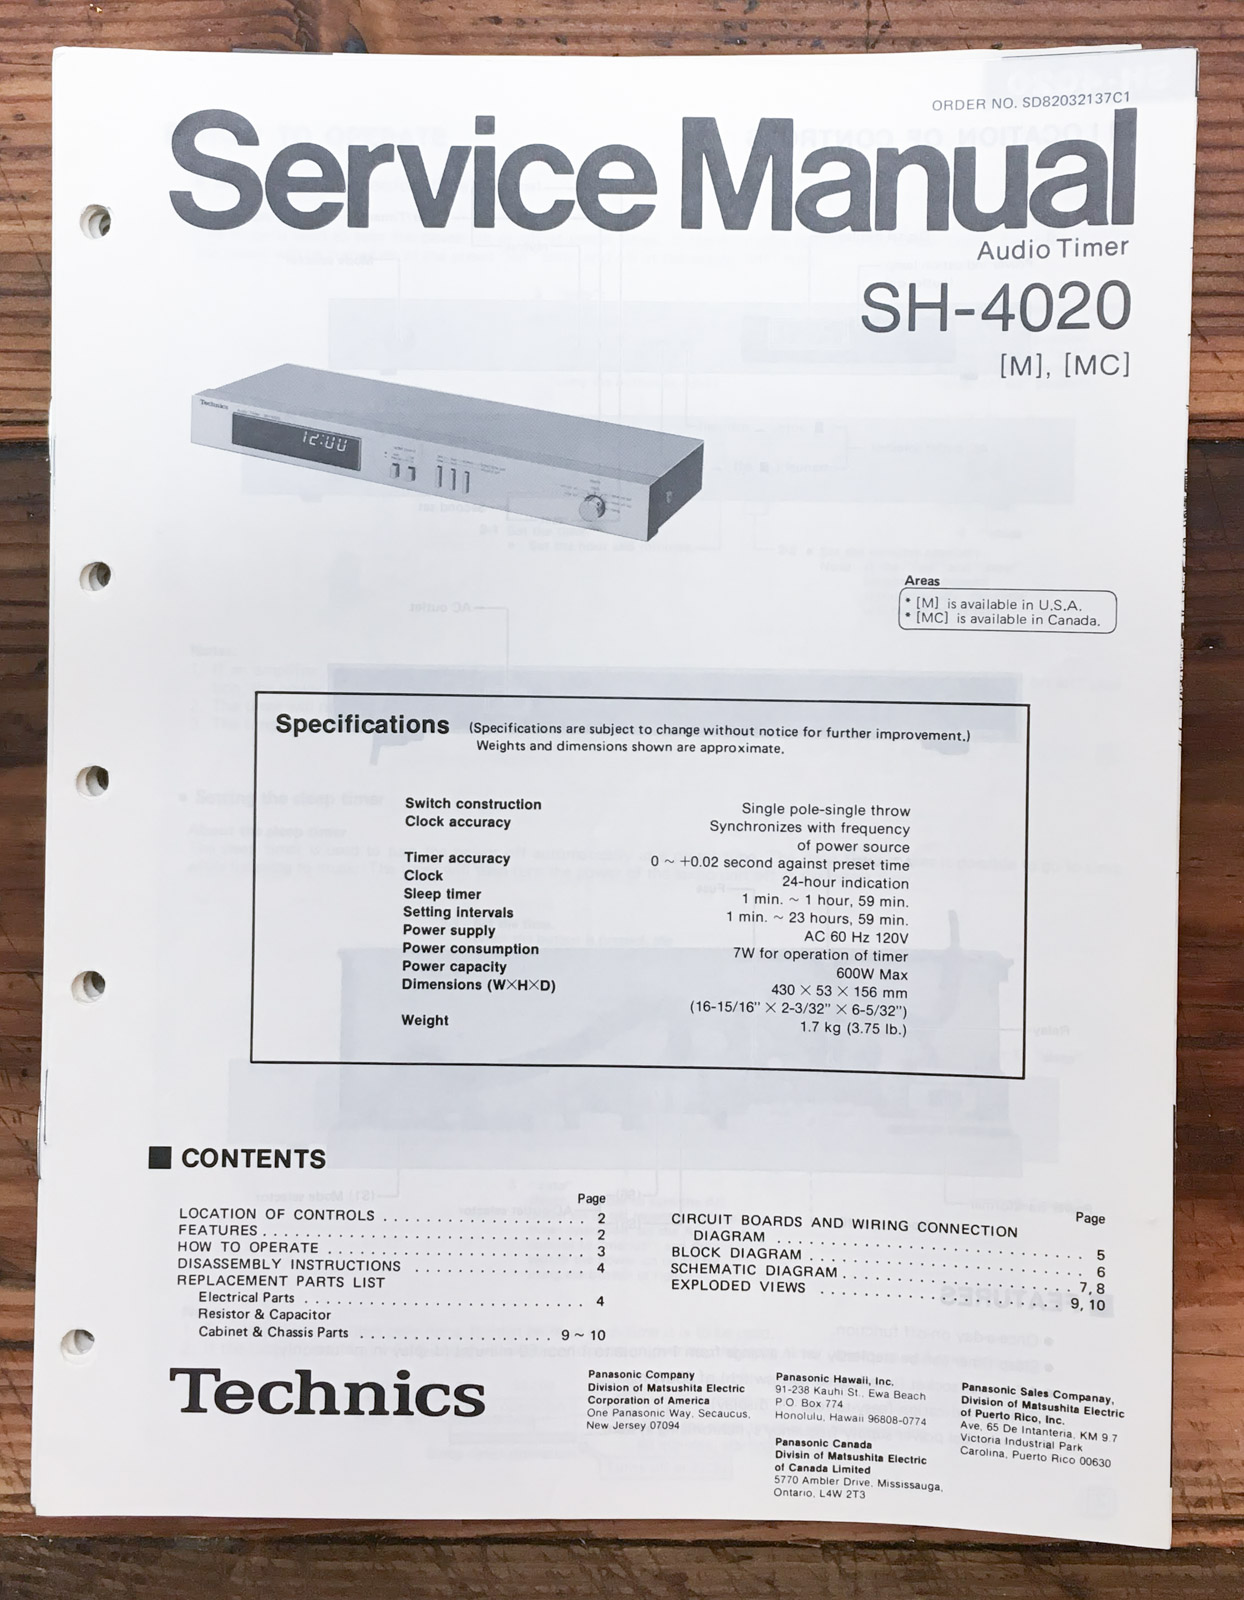 ORDER NO. SD82032137C1
Service Manual
Audio Timer
SH-4020
[M], [MC]
Technics
12:00
Areas
• [M] is available in U.S.A.
• [MC] is available in Canada.
Specifications (Specifications are subject to change without notice for further improvement.)
Weights and dimensions shown are approximate.
Switch construction Single pole-single throw
Clock accuracy Synchronizes with frequency
of power source
Timer accuracy 0 ~ +0.02 second against preset time
Clock 24-hour indication
Sleep timer 1 min. ~ 1 hour, 59 min.
Setting intervals 1 min. ~ 23 hours, 59 min.
Power supply AC 60 Hz 120V
Power consumption 7W for operation of timer
Power capacity 600W Max
Dimensions (W×H×D) 430 × 53 × 156 mm
(16-15/16" × 2-3/32" × 6-5/32")
Weight 1.7 kg (3.75 lb.)
■ CONTENTS
Page
LOCATION OF CONTROLS . . . . . . . . . . . . . . . . . . 2
FEATURES . . . . . . . . . . . . . . . . . . . . . . . . . . . . 2
HOW TO OPERATE . . . . . . . . . . . . . . . . . . . . . . 3
DISASSEMBLY INSTRUCTIONS . . . . . . . . . . . . . . . 4
REPLACEMENT PARTS LIST
Electrical Parts . . . . . . . . . . . . . . . . . . . . . . . . 4
Resistor & Capacitor
Cabinet & Chassis Parts . . . . . . . . . . . . . . . . 9 ~ 10
Page
CIRCUIT BOARDS AND WIRING CONNECTION
DIAGRAM . . . . . . . . . . . . . . . . . . . . . . . . . . . 5
BLOCK DIAGRAM . . . . . . . . . . . . . . . . . . . . . . . 6
SCHEMATIC DIAGRAM . . . . . . . . . . . . . . . . . . . 7, 8
EXPLODED VIEWS . . . . . . . . . . . . . . . . . . . . . 9, 10
Technics
Panasonic Company
Division of Matsushita Electric
Corporation of America
One Panasonic Way, Secaucus,
New Jersey 07094
Panasonic Hawaii, Inc.
91-238 Kauhi St., Ewa Beach
P.O. Box 774
Honolulu, Hawaii 96808-0774
Panasonic Canada
Divisin of Matsushita Electric
of Canada Limited
5770 Ambler Drive, Mississauga,
Ontario, L4W 2T3
Panasonic Sales Companay,
Division of Matsushita Electric
of Puerto Rico, Inc.
Ave, 65 De Intanteria, KM 9.7
Victoria Industrial Park
Carolina, Puerto Rico 00630